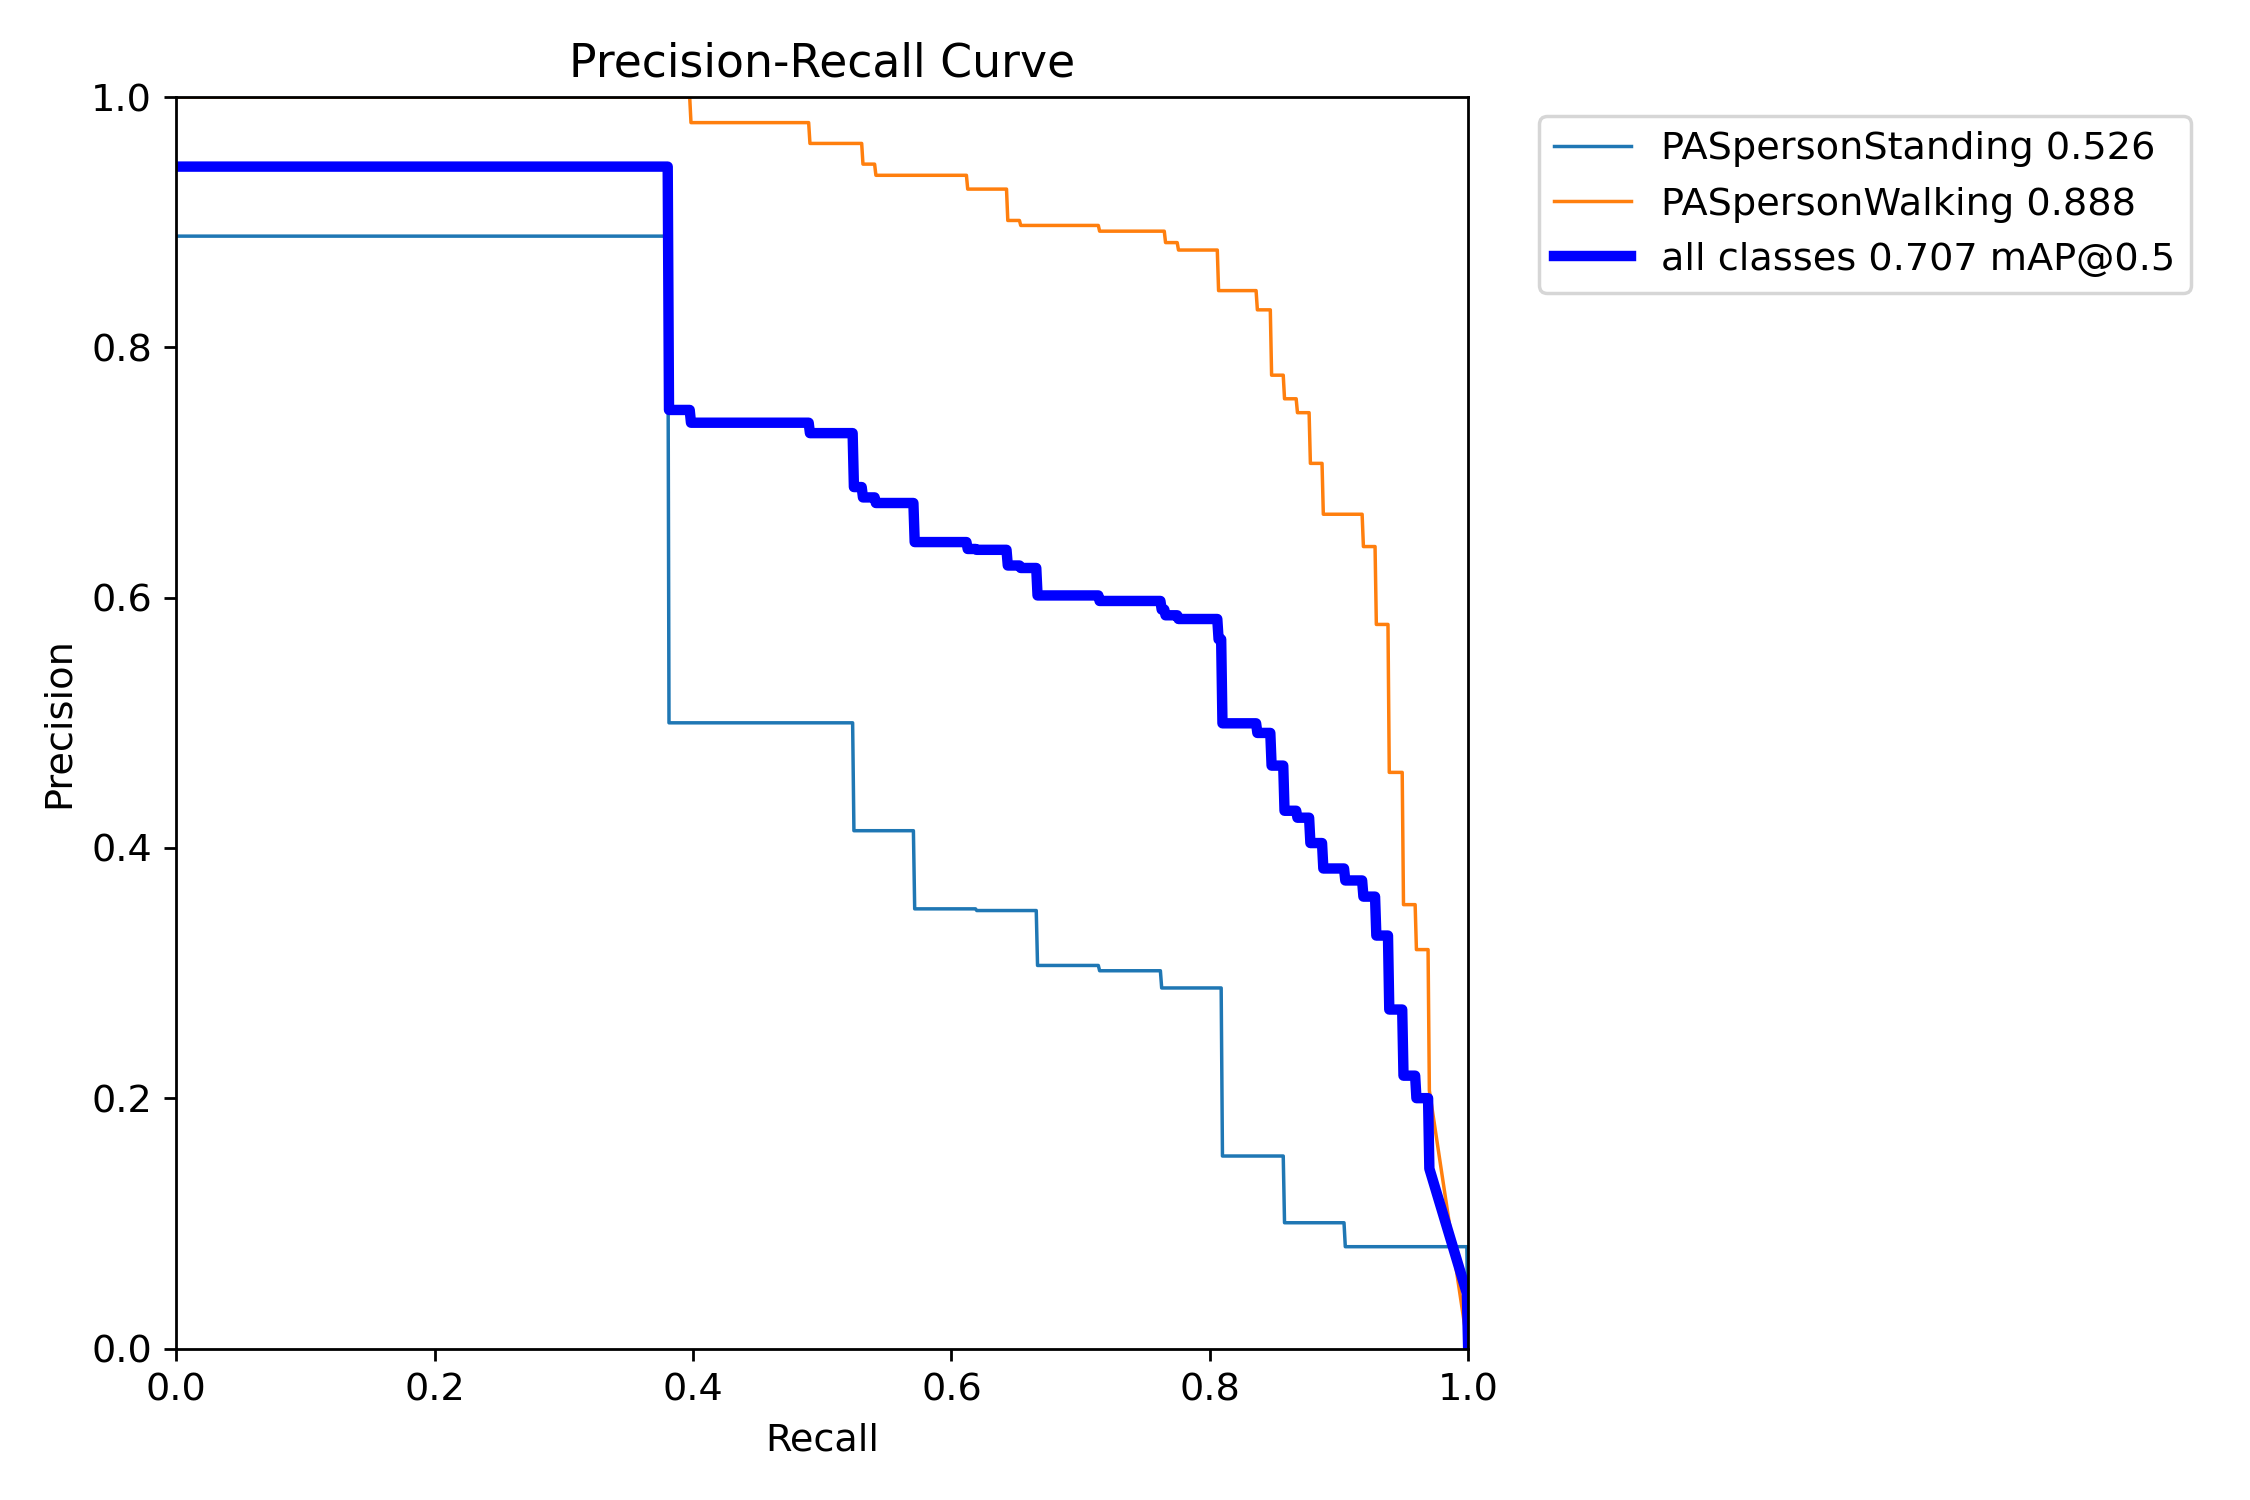 Precision-Recall Curve
1.0
0.8
0.6
0.4
0.2
0.0
Precision
0.0 0.2 0.4 0.6 0.8 1.0
Recall
PASpersonStanding 0.526
PASpersonWalking 0.888
all classes 0.707 mAP@0.5